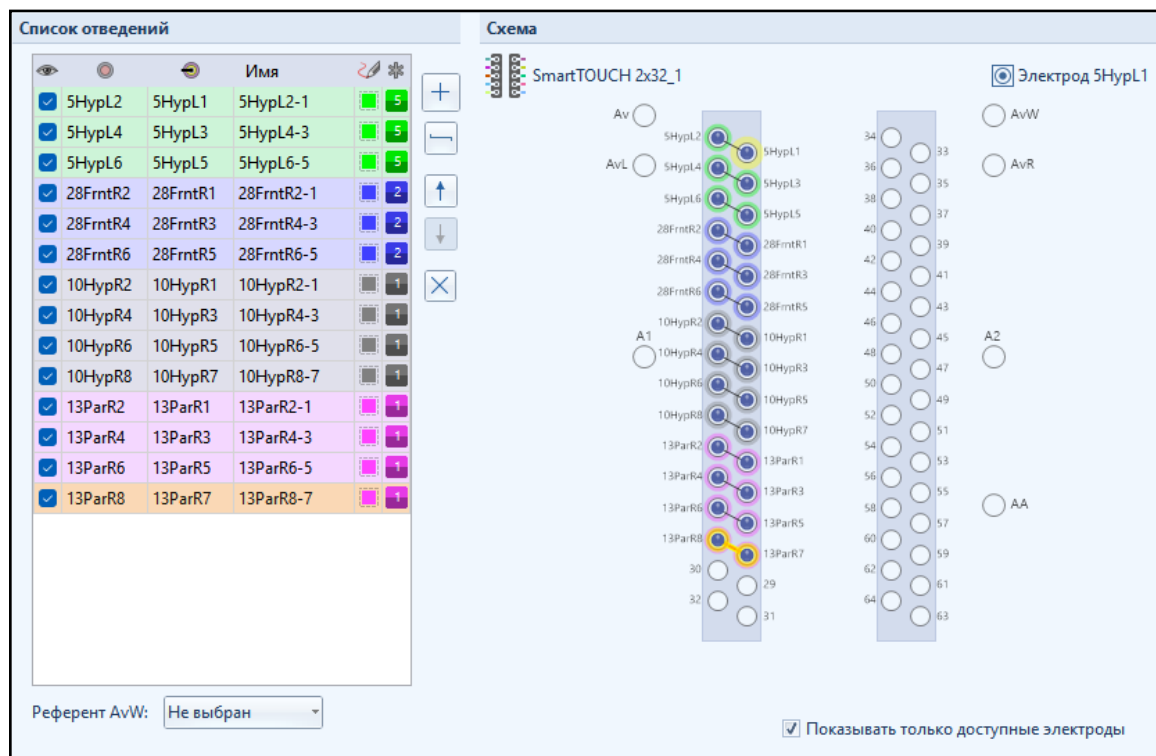 Список отведений
Имя
5HypL2 5HypL1 5HypL2-1 5
5HypL4 5HypL3 5HypL4-3 5
5HypL6 5HypL5 5HypL6-5 5
28FrntR2 28FrntR1 28FrntR2-1 2
28FrntR4 28FrntR3 28FrntR4-3 2
28FrntR6 28FrntR5 28FrntR6-5 2
10HypR2 10HypR1 10HypR2-1 1
10HypR4 10HypR3 10HypR4-3 1
10HypR6 10HypR5 10HypR6-5 1
10HypR8 10HypR7 10HypR8-7 1
13ParR2 13ParR1 13ParR2-1 1
13ParR4 13ParR3 13ParR4-3 1
13ParR6 13ParR5 13ParR6-5 1
13ParR8 13ParR7 13ParR8-7 1
Референт AvW: Не выбран
Схема
SmartTOUCH 2x32_1
Электрод 5HypL1
Av
AvW
5HypL2
34
5HypL1
33
AvL
5HypL4
36
AvR
5HypL3
35
5HypL6
38
5HypL5
37
28FrntR2
40
28FrntR1
39
28FrntR4
42
28FrntR3
41
28FrntR6
44
28FrntR5
43
10HypR2
46
A1
10HypR1
45
A2
10HypR4
48
10HypR3
47
10HypR6
50
10HypR5
49
10HypR8
52
10HypR7
51
13ParR2
54
13ParR1
53
13ParR4
56
13ParR3
55
AA
13ParR6
58
13ParR5
57
13ParR8
60
13ParR7
59
30
62
29
61
32
64
31
63
Показывать только доступные электроды